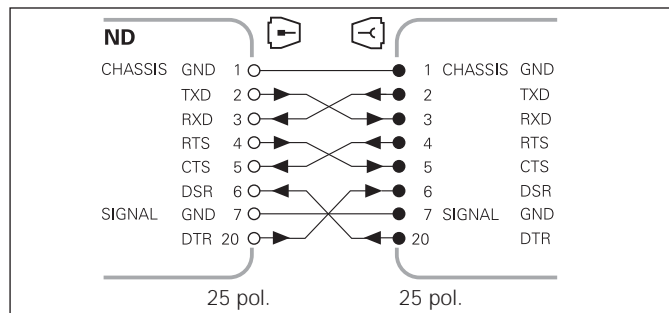 ND
CHASSIS GND 1 1 CHASSIS GND
TXD 2 2 TXD
RXD 3 3 RXD
RTS 4 4 RTS
CTS 5 5 CTS
DSR 6 6 DSR
SIGNAL GND 7 7 SIGNAL GND
DTR 20 20 DTR
25 pol. 25 pol.